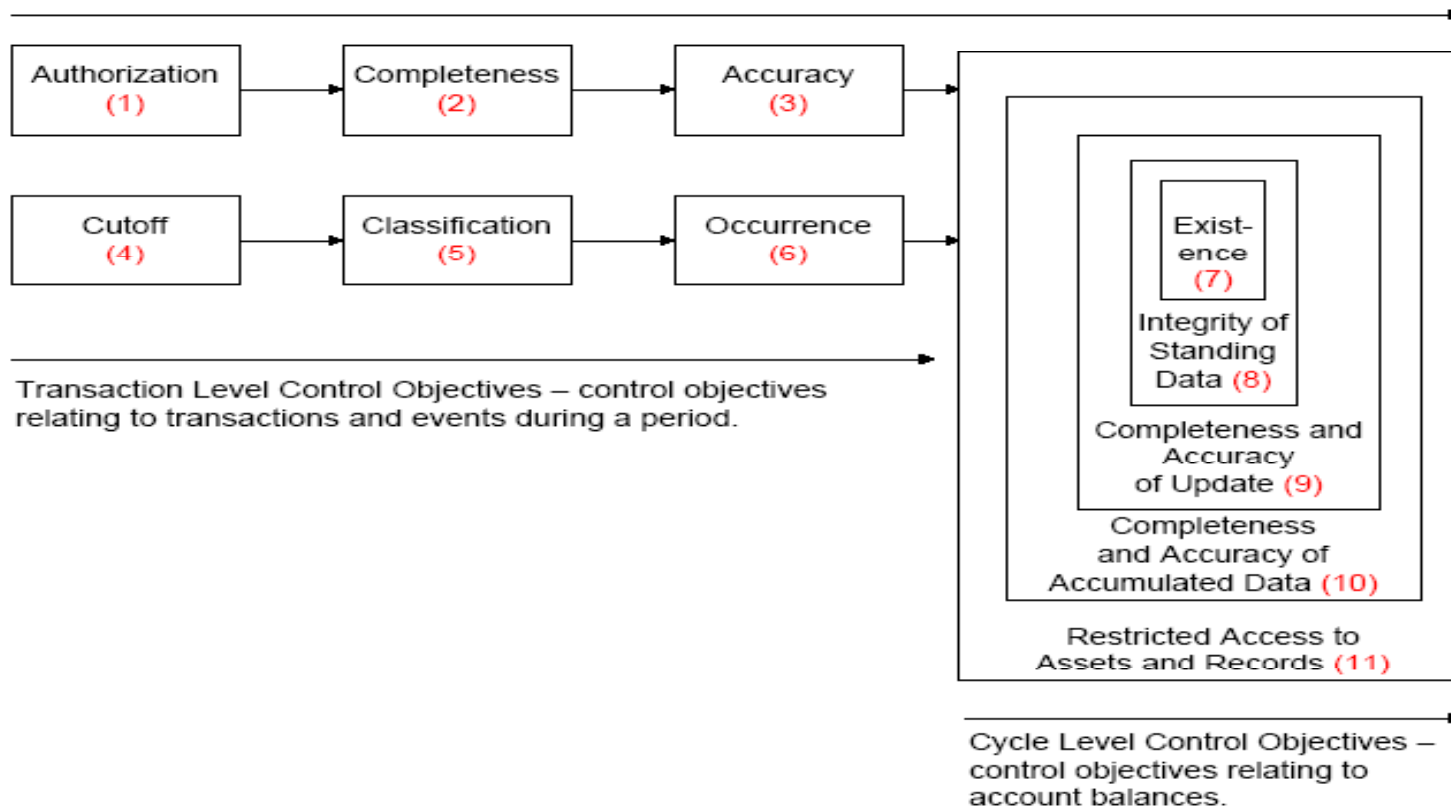 Authorization
(1)
Completeness
(2)
Accuracy
(3)
Cutoff
(4)
Classification
(5)
Occurrence
(6)
Exist-
ence
(7)
Integrity of
Standing
Data (8)
Completeness and
Accuracy
of Update (9)
Completeness
and Accuracy of
Accumulated Data (10)
Restricted Access to
Assets and Records (11)
Transaction Level Control Objectives – control objectives
relating to transactions and events during a period.
Cycle Level Control Objectives –
control objectives relating to
account balances.